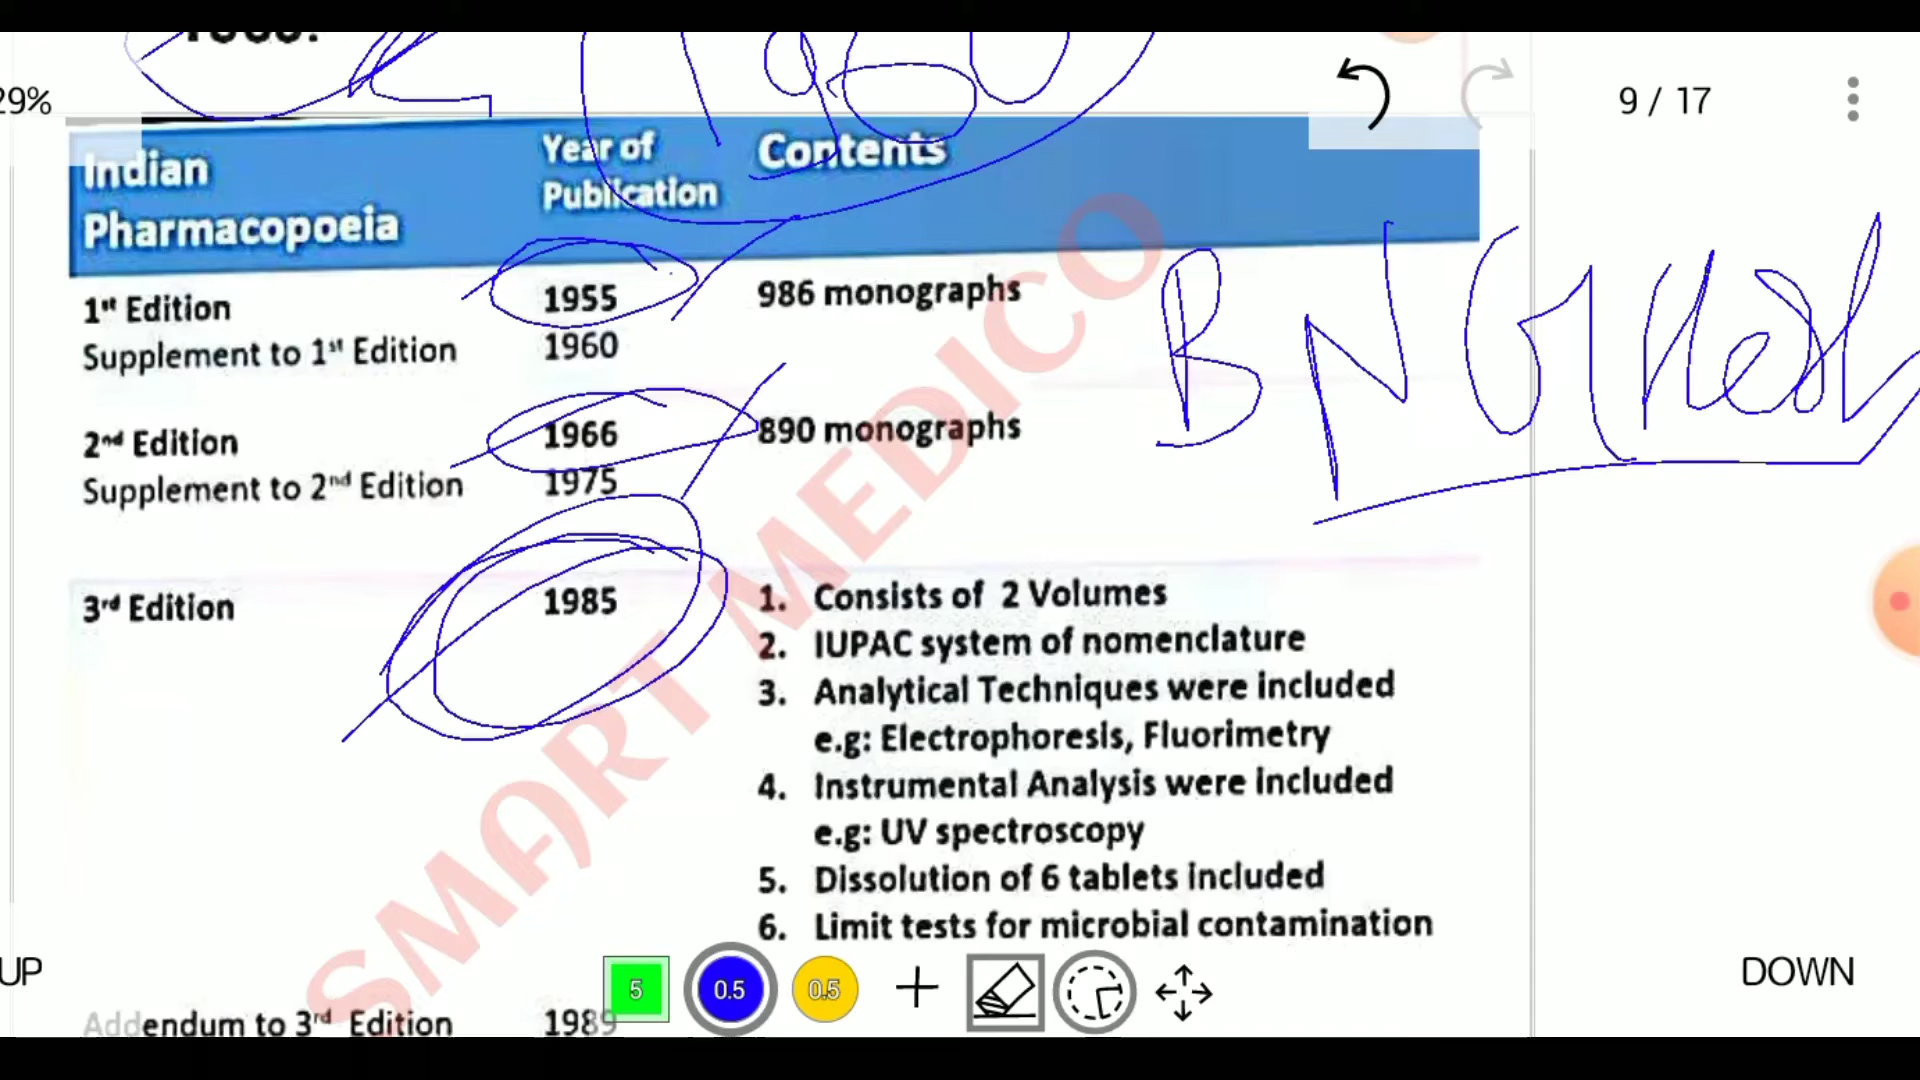 29%
9 / 17
Indian Pharmacopoeia
Year of Publication
Contents
1st Edition 1955 986 monographs
Supplement to 1st Edition 1960
2nd Edition 1966 890 monographs
Supplement to 2nd Edition 1975
3rd Edition 1985 1. Consists of 2 Volumes
2. IUPAC system of nomenclature
3. Analytical Techniques were included
e.g: Electrophoresis, Fluorimetry
4. Instrumental Analysis were included
e.g: UV spectroscopy
5. Dissolution of 6 tablets included
6. Limit tests for microbial contamination
Addendum to 3rd Edition 1989
SMART MEDICO
UP
DOWN
5 0.5 0.5